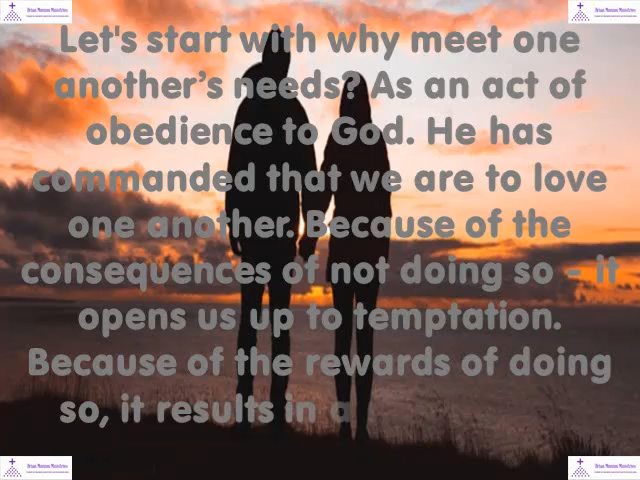 Let's start with why meet one
another’s needs? As an act of
obedience to God. He has
commanded that we are to love
one another. Because of the
consequences of not doing so - it
opens us up to temptation.
Because of the rewards of doing
so, it results in a